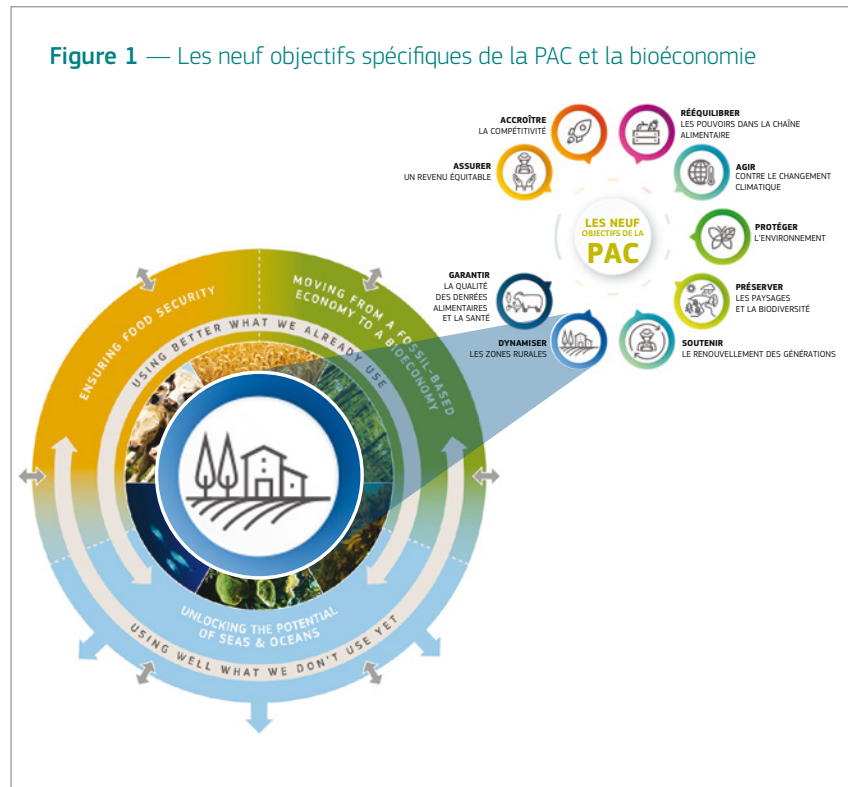 Figure 1 — Les neuf objectifs spécifiques de la PAC et la bioéconomie
ACCROÎTRE
LA COMPÉTITIVITÉ
RÉÉQUILIBRER
LES POUVOIRS DANS LA CHAÎNE
ALIMENTAIRE
ASSURER
UN REVENU ÉQUITABLE
AGIR
CONTRE LE CHANGEMENT
CLIMATIQUE
LES NEUF
OBJECTIFS DE LA
PAC
PROTÉGER
L'ENVIRONNEMENT
GARANTIR
LA QUALITÉ
DES DENRÉES
ALIMENTAIRES
ET LA SANTÉ
PRÉSERVER
LES PAYSAGES
ET LA BIODIVERSITÉ
DYNAMISER
LES ZONES RURALES
SOUTENIR
LE RENOUVELLEMENT DES GÉNÉRATIONS
ENSURING FOOD SECURITY
MOVING FROM A FOSSIL-BASED
ECONOMY TO A BIOECONOMY
USING BETTER WHAT WE ALREADY USE
UNLOCKING THE POTENTIAL
OF SEAS & OCEANS
USING WELL WHAT WE DON'T USE YET